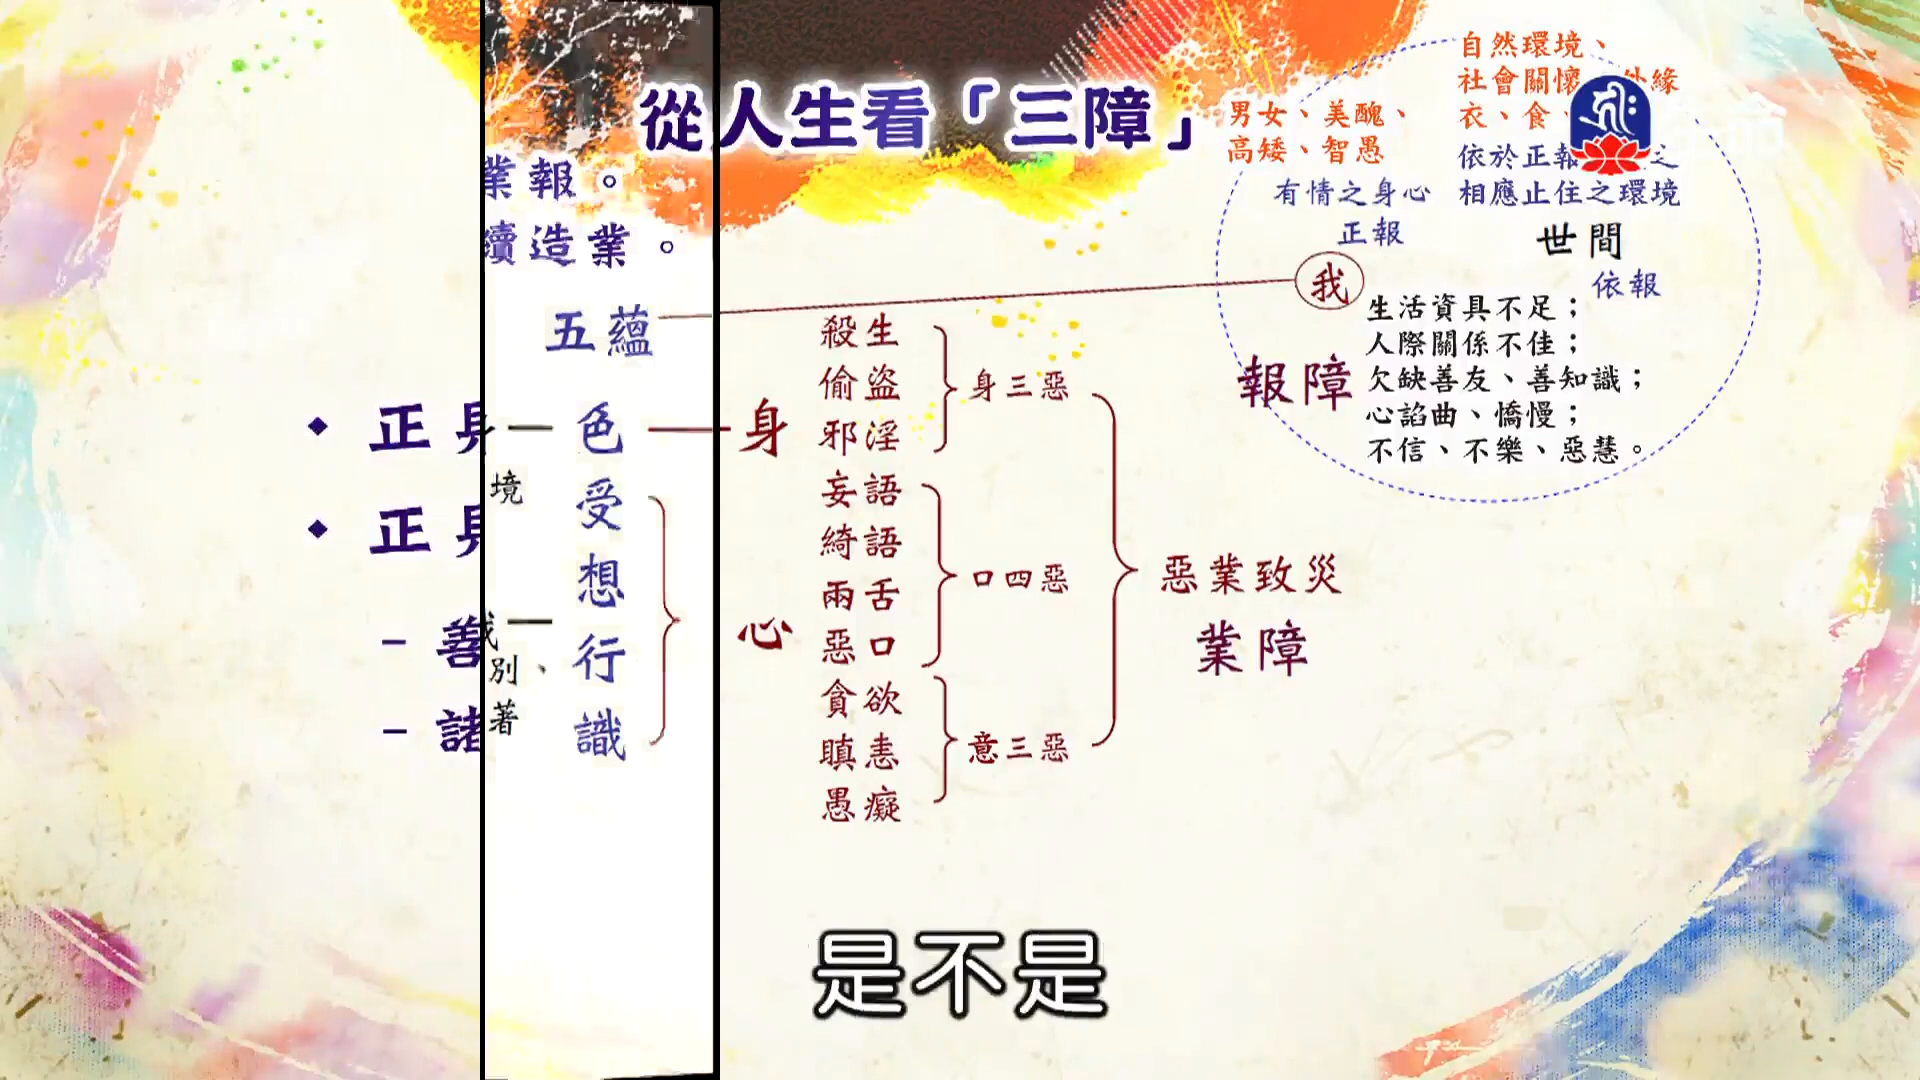 從人生看「三障」
業報。
續造業。
自然環境、
社會關懷 外緣
衣、食、
男女、美醜、
高矮、智愚
依於正報 之
相應止住之環境
有情之身心
正報
世間
依報
我
五蘊
生活資具不足；
人際關係不佳；
欠缺善友、善知識；
心諂曲、憍慢；
不信、不樂、惡慧。
報障
殺生
偷盜
邪淫
身三惡
• 正
色
身
境
受
妄語
綺語
兩舌
惡口
口四惡
• 正
想
惡業致災
業障
– 善
別、
行
心
貪欲
瞋恚
愚癡
意三惡
– 諸
著
識
是不是